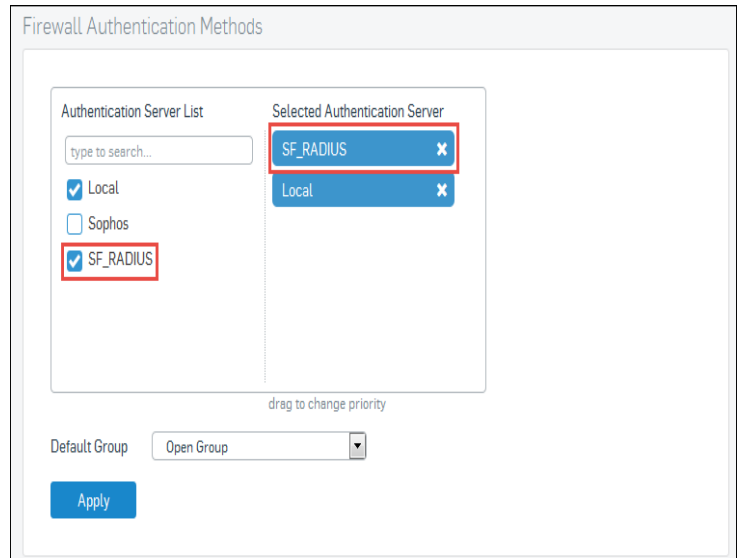 Firewall Authentication Methods
Authentication Server List
Selected Authentication Server
type to search...
SF_RADIUS
Local
Local
Sophos
SF_RADIUS
drag to change priority
Default Group
Open Group
Apply